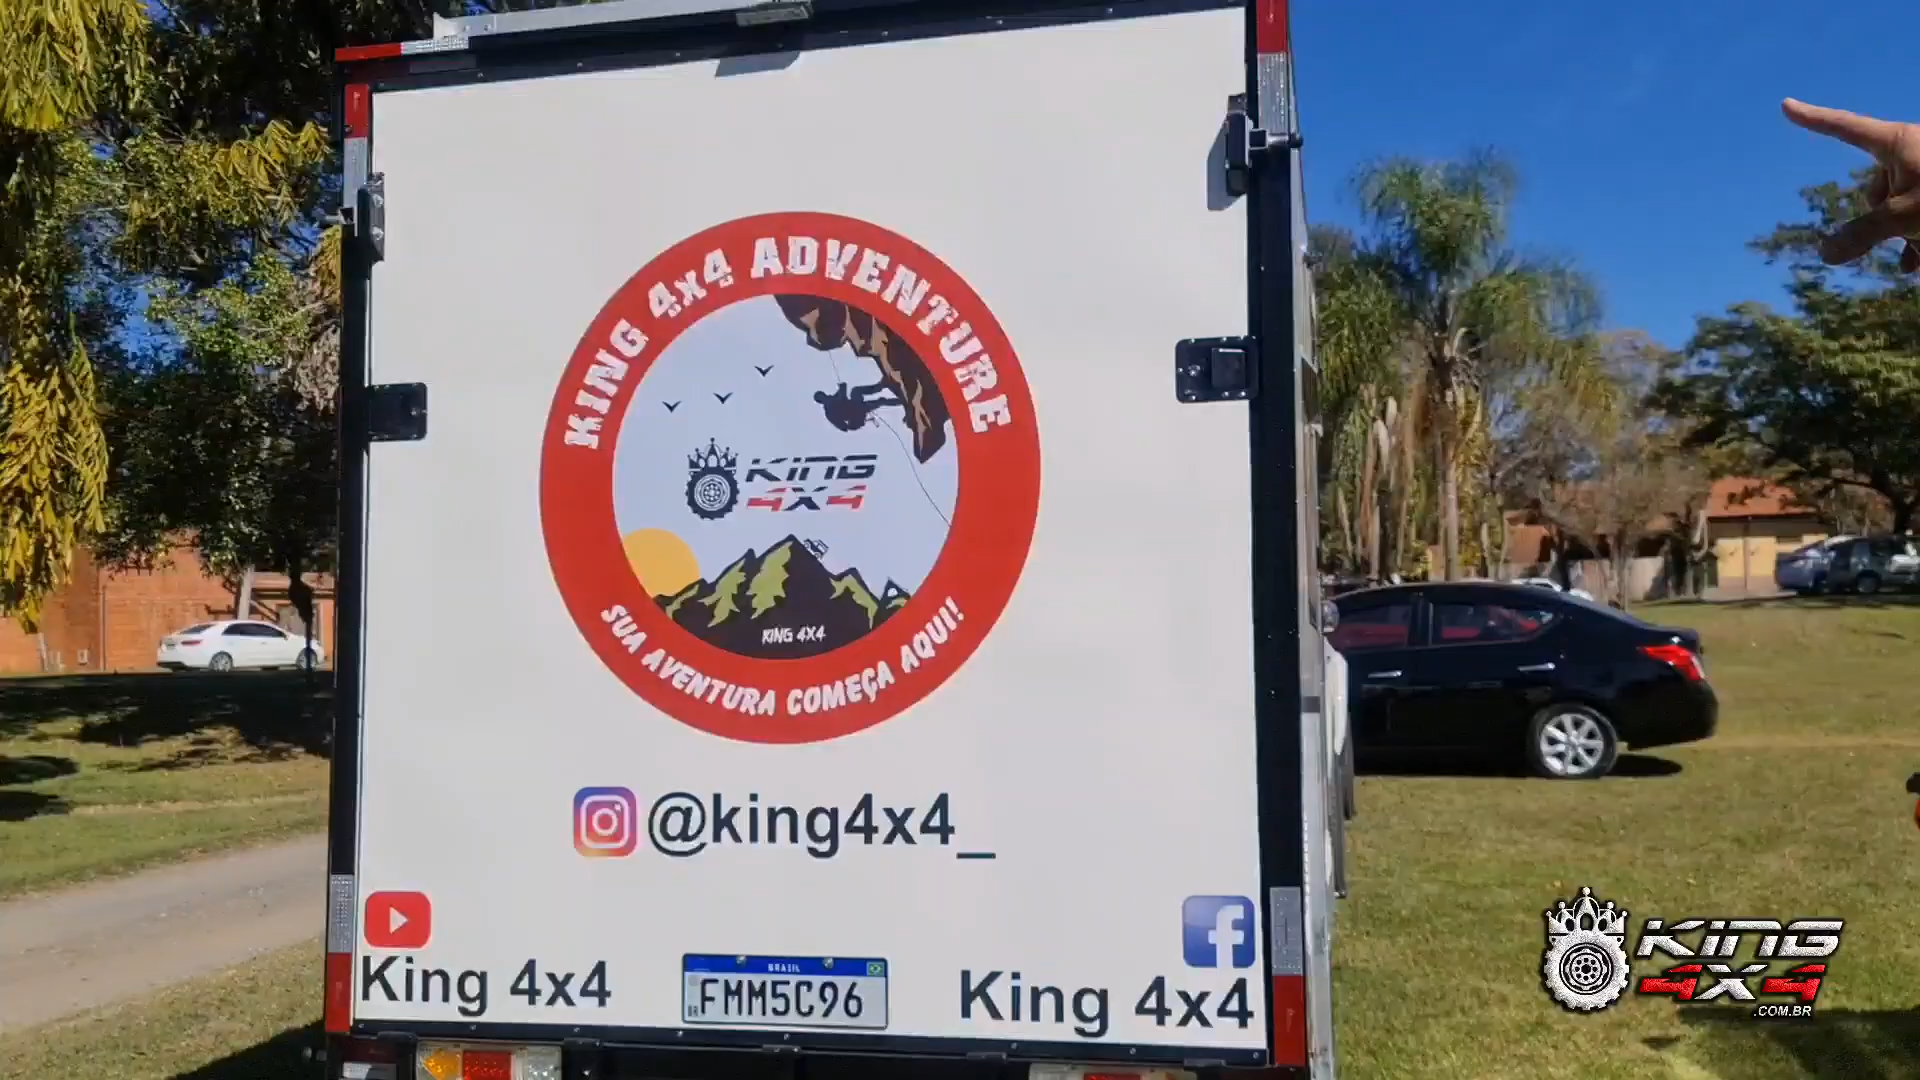 KING 4x4 ADVENTURE
KING
4X4
KING 4X4
SUA AVENTURA COMEÇA AQUI!
@king4x4_
King 4x4
BRASIL
BR
FMM5C96
King 4x4
KING
4X4
.COM.BR